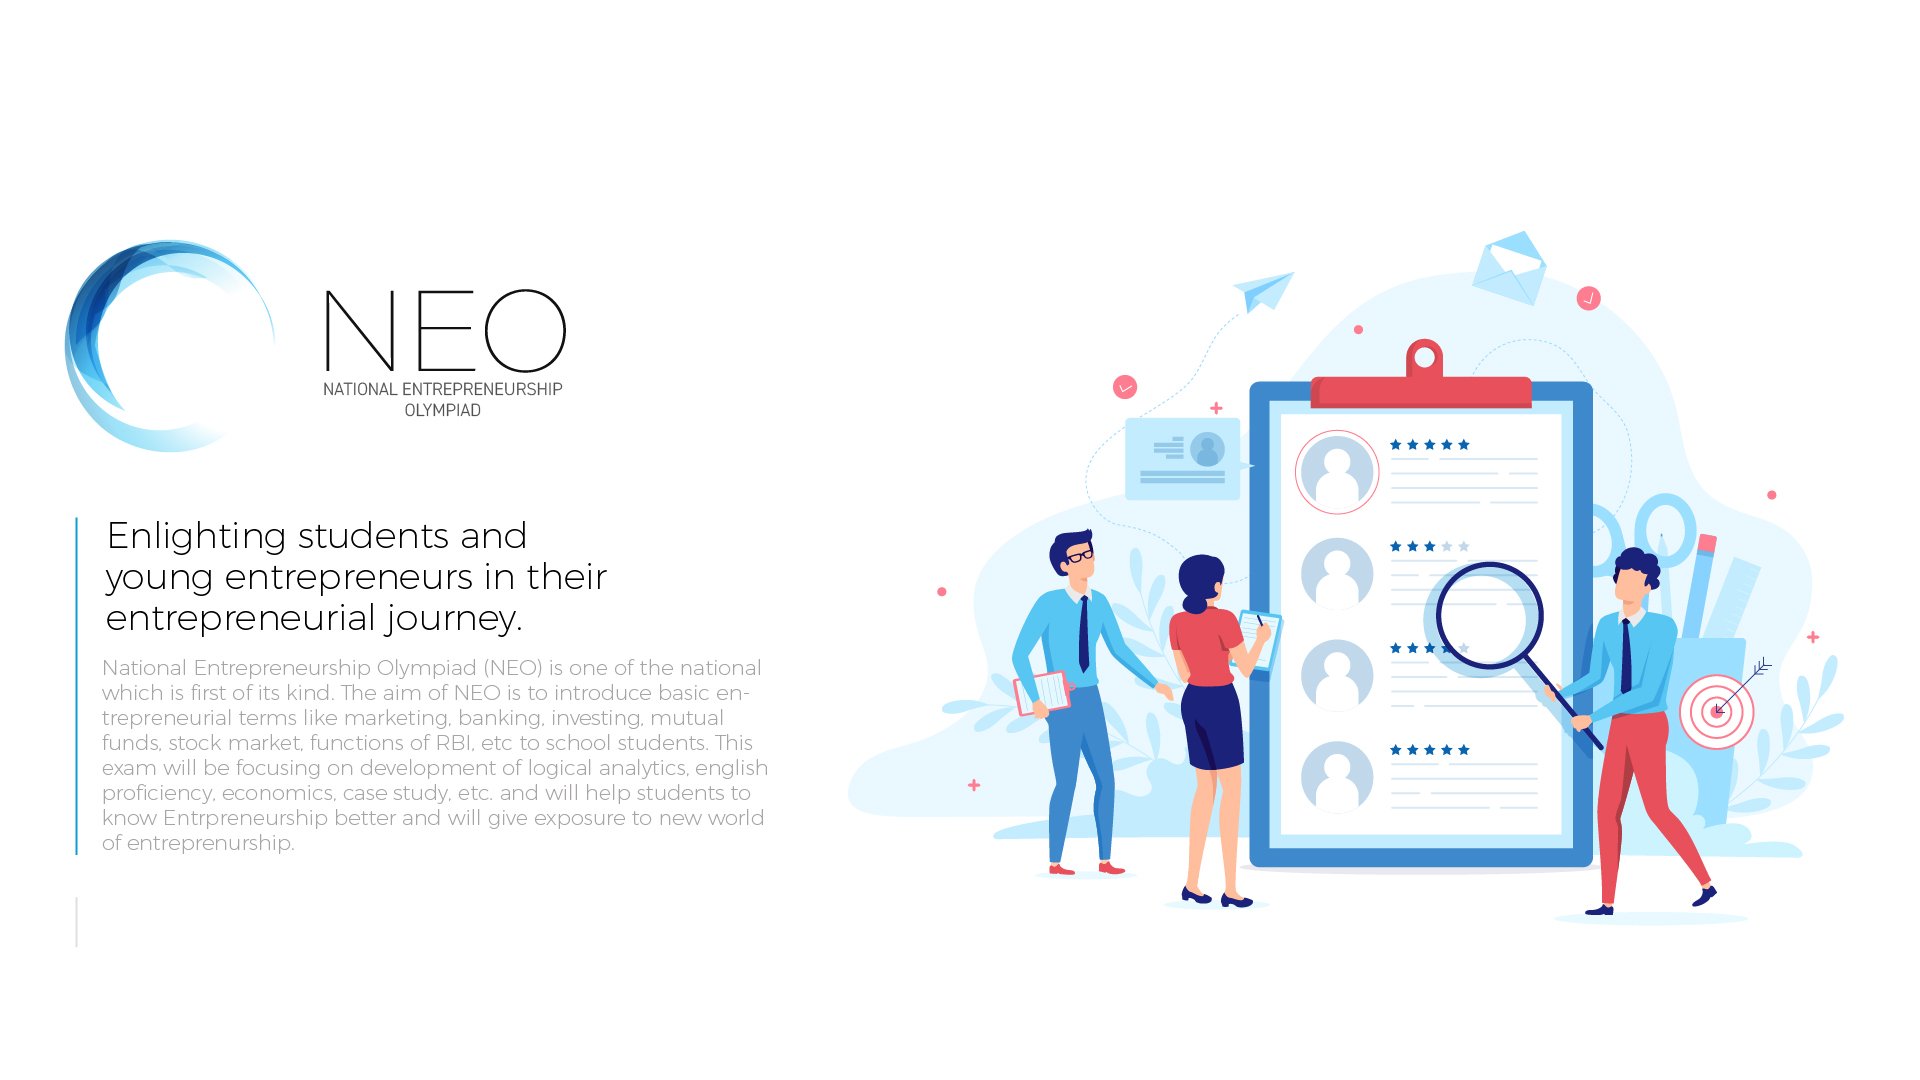 NEO
NATIONAL ENTREPRENEURSHIP
OLYMPIAD
Enlighting students and
young entrepreneurs in their
entrepreneurial journey.
National Entrepreneurship Olympiad (NEO) is one of the national
which is first of its kind. The aim of NEO is to introduce basic en-
trepreneurial terms like marketing, banking, investing, mutual
funds, stock market, functions of RBI, etc to school students. This
exam will be focusing on development of logical analytics, english
proficiency, economics, case study, etc. and will help students to
know Entrpreneurship better and will give exposure to new world
of entreprenurship.